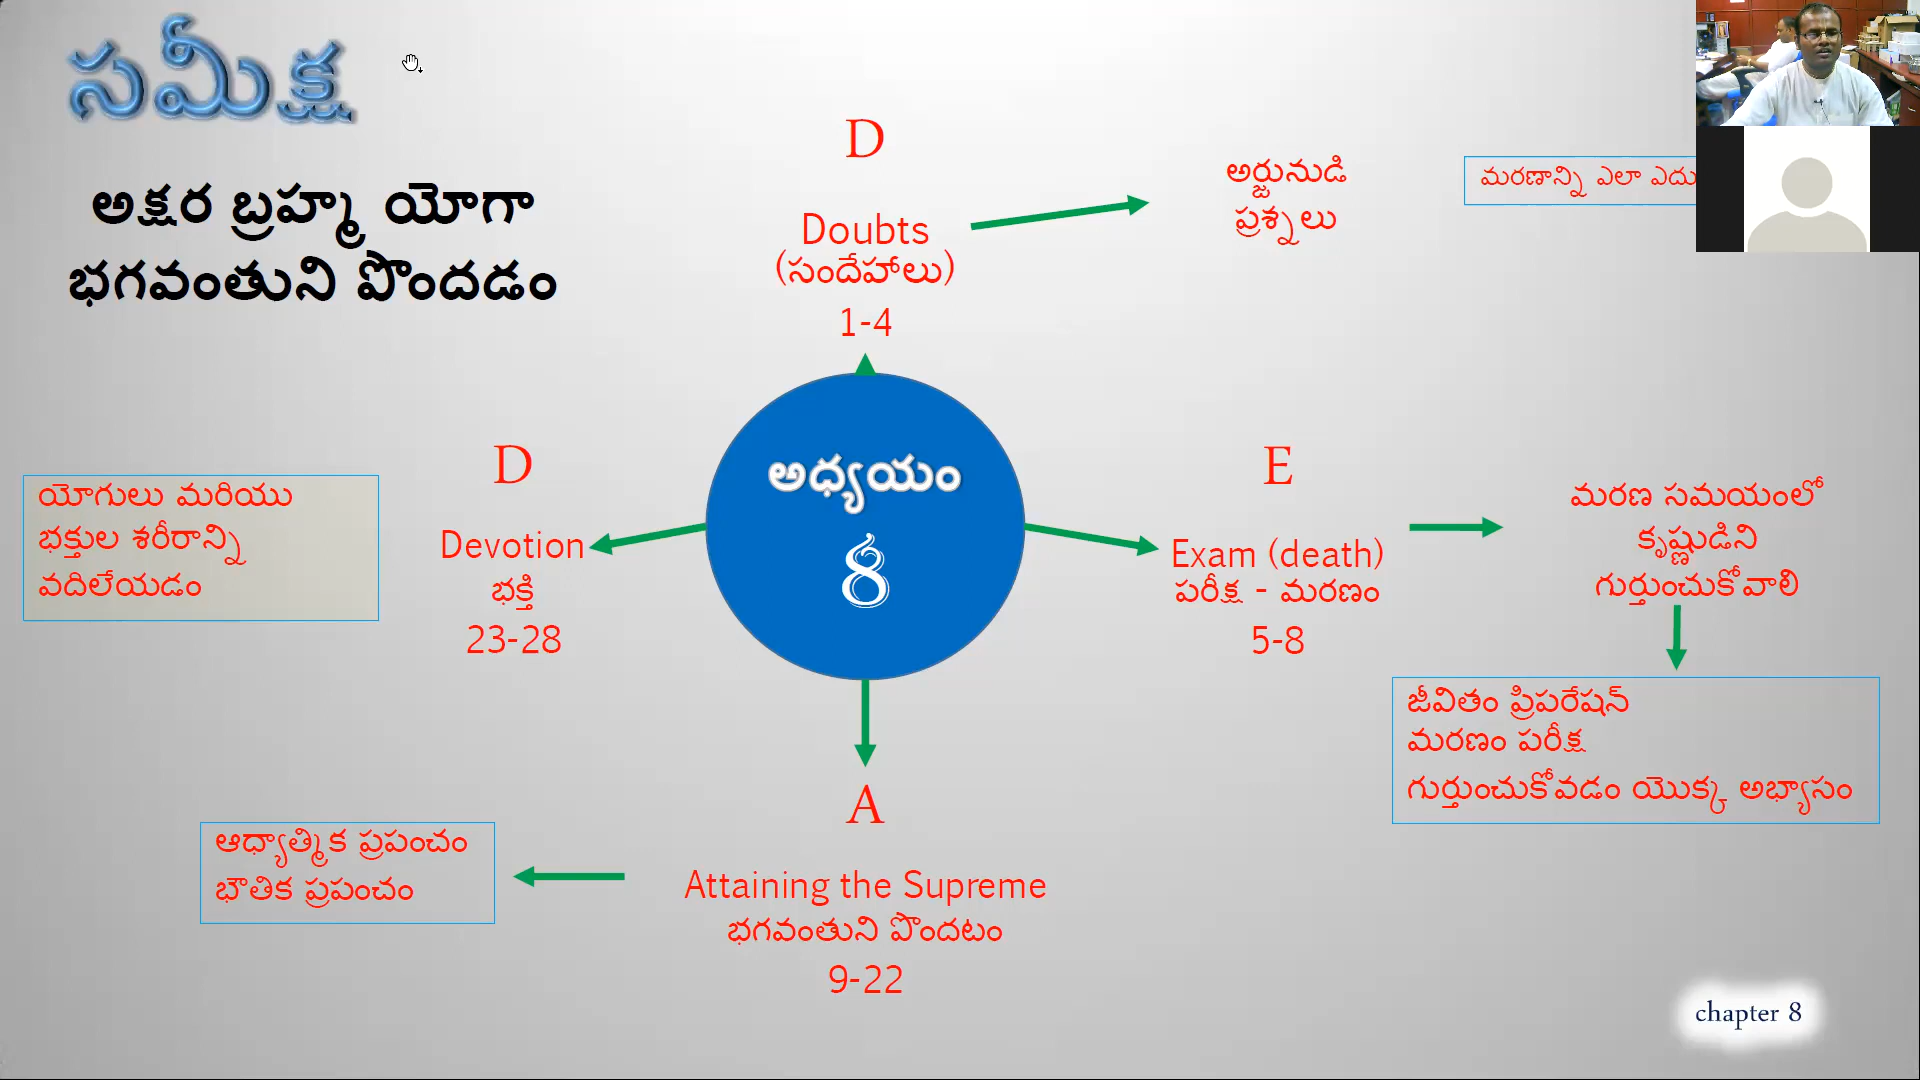 సమీక్ష
అక్షర బ్రహ్మ యోగా
భగవంతుని పొందడం
D
Doubts
(సందేహాలు)
1-4
అర్జునుడి
ప్రశ్నలు
మరణాన్ని ఎలా
అధ్యయం
8
D
Devotion
భక్తి
23-28
యోగులు మరియు
భక్తుల శరీరాన్ని
వదిలేయడం
E
Exam (death)
పరీక్ష - మరణం
5-8
మరణ సమయంలో
కృష్ణుడిని
గుర్తుంచుకోవాలి
జీవితం ప్రిపరేషన్
మరణం పరీక్ష
గుర్తుంచుకోవడం యొక్క అభ్యాసం
A
Attaining the Supreme
భగవంతుని పొందటం
9-22
ఆధ్యాత్మిక ప్రపంచం
భౌతిక ప్రపంచం
chapter 8